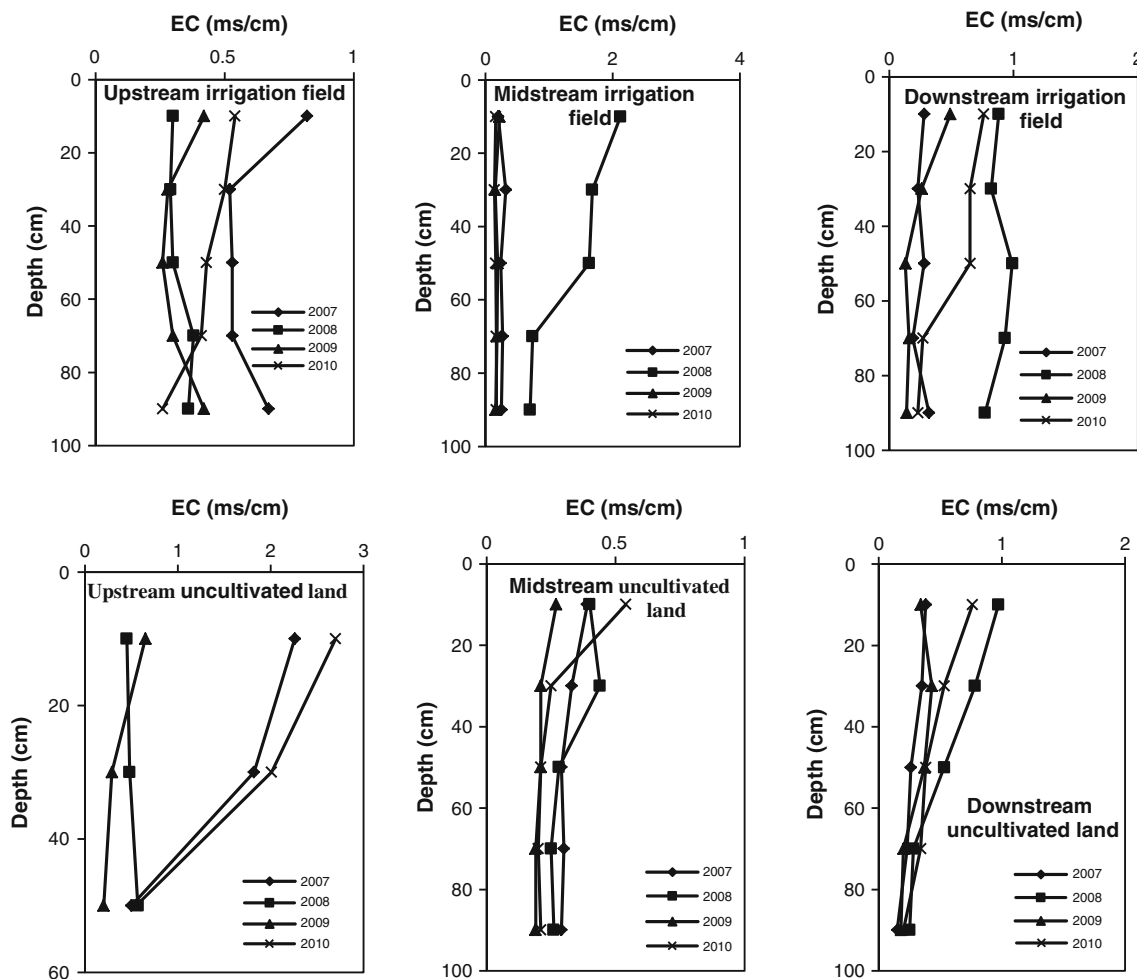 EC (ms/cm)
0 0.5 1
0
20
40
60
80
100
Depth (cm)
Upstream irrigation field
2007
2008
2009
2010
EC (ms/cm)
0 2 4
0
20
40
60
80
100
Depth (cm)
Midstream irrigation
field
2007
2008
2009
2010
EC (ms/cm)
0 1 2
0
20
40
60
80
100
Depth (cm)
Downstream irrigation
field
2007
2008
2009
2010
EC (ms/cm)
0 1 2 3
0
20
40
60
Depth (cm)
Upstream uncultivated land
2007
2008
2009
2010
EC (ms/cm)
0 0.5 1
0
20
40
60
80
100
Depth (cm)
Midstream uncultivated
land
2007
2008
2009
2010
EC (ms/cm)
0 1 2
0
20
40
60
80
100
Depth (cm)
Downstream
uncultivated land
2007
2008
2009
2010